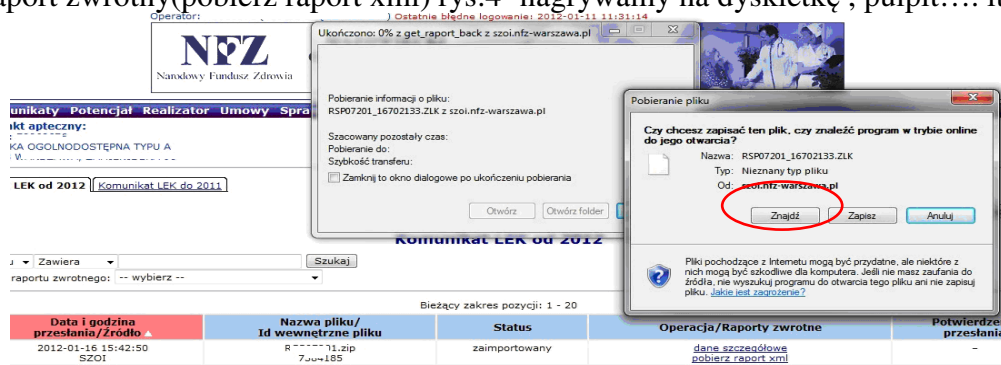 aport zwrotny(pobierz raport xml) rys.4 nagrywamy na dyskietkę , pulpit….
Operator: ) Ostatnie błędne logowanie: 2012-01-11 11:31:14
NFZ
Narodowy Fundusz Zdrowia
Ukończono: 0% z get_raport_back z szoi.nfz-warszawa.pl
Pobieranie informacji o pliku:
RSP07201_16702133.ZLK z szoi.nfz-warszawa.pl
Szacowany pozostały czas:
Pobieranie do:
Szybkość transferu:
Zamknij to okno dialogowe po ukończeniu pobierania
Otwórz Otwórz folder
Pobieranie pliku
Czy chcesz zapisać ten plik, czy znaleźć program w trybie online
do jego otwarcia?
Nazwa: RSP07201_16702133.ZLK
Typ: Nieznany typ pliku
Od: szoi.nfz-warszawa.pl
Znajdź Zapisz Anuluj
Pliki pochodzące z Internetu mogą być przydatne, ale niektóre z
nich mogą być szkodliwe dla komputera. Jeśli nie masz zaufania do
źródła, nie wyszukuj programu do otwarcia tego pliku ani nie zapisuj
pliku. Jakie jest zagrożenie?
unikaty Potencjał Realizator Umowy Spra
kt apteczny:
KA OGÓLNODOSTĘPNA TYPU A
LEK od 2012 Komunikat LEK do 2011
Komunikat LEK od 2012
Zawiera Szukaj
raportu zwrotnego: -- wybierz --
Bieżący zakres pozycji: 1 - 20
Data i godzina przesłania/Źródło Nazwa pliku/ Id wewnętrzne pliku Status Operacja/Raporty zwrotne Potwierdze przesłani
2012-01-16 15:42:50 zaimportowany dane szczegółowe -
SZOI pobierz raport xml